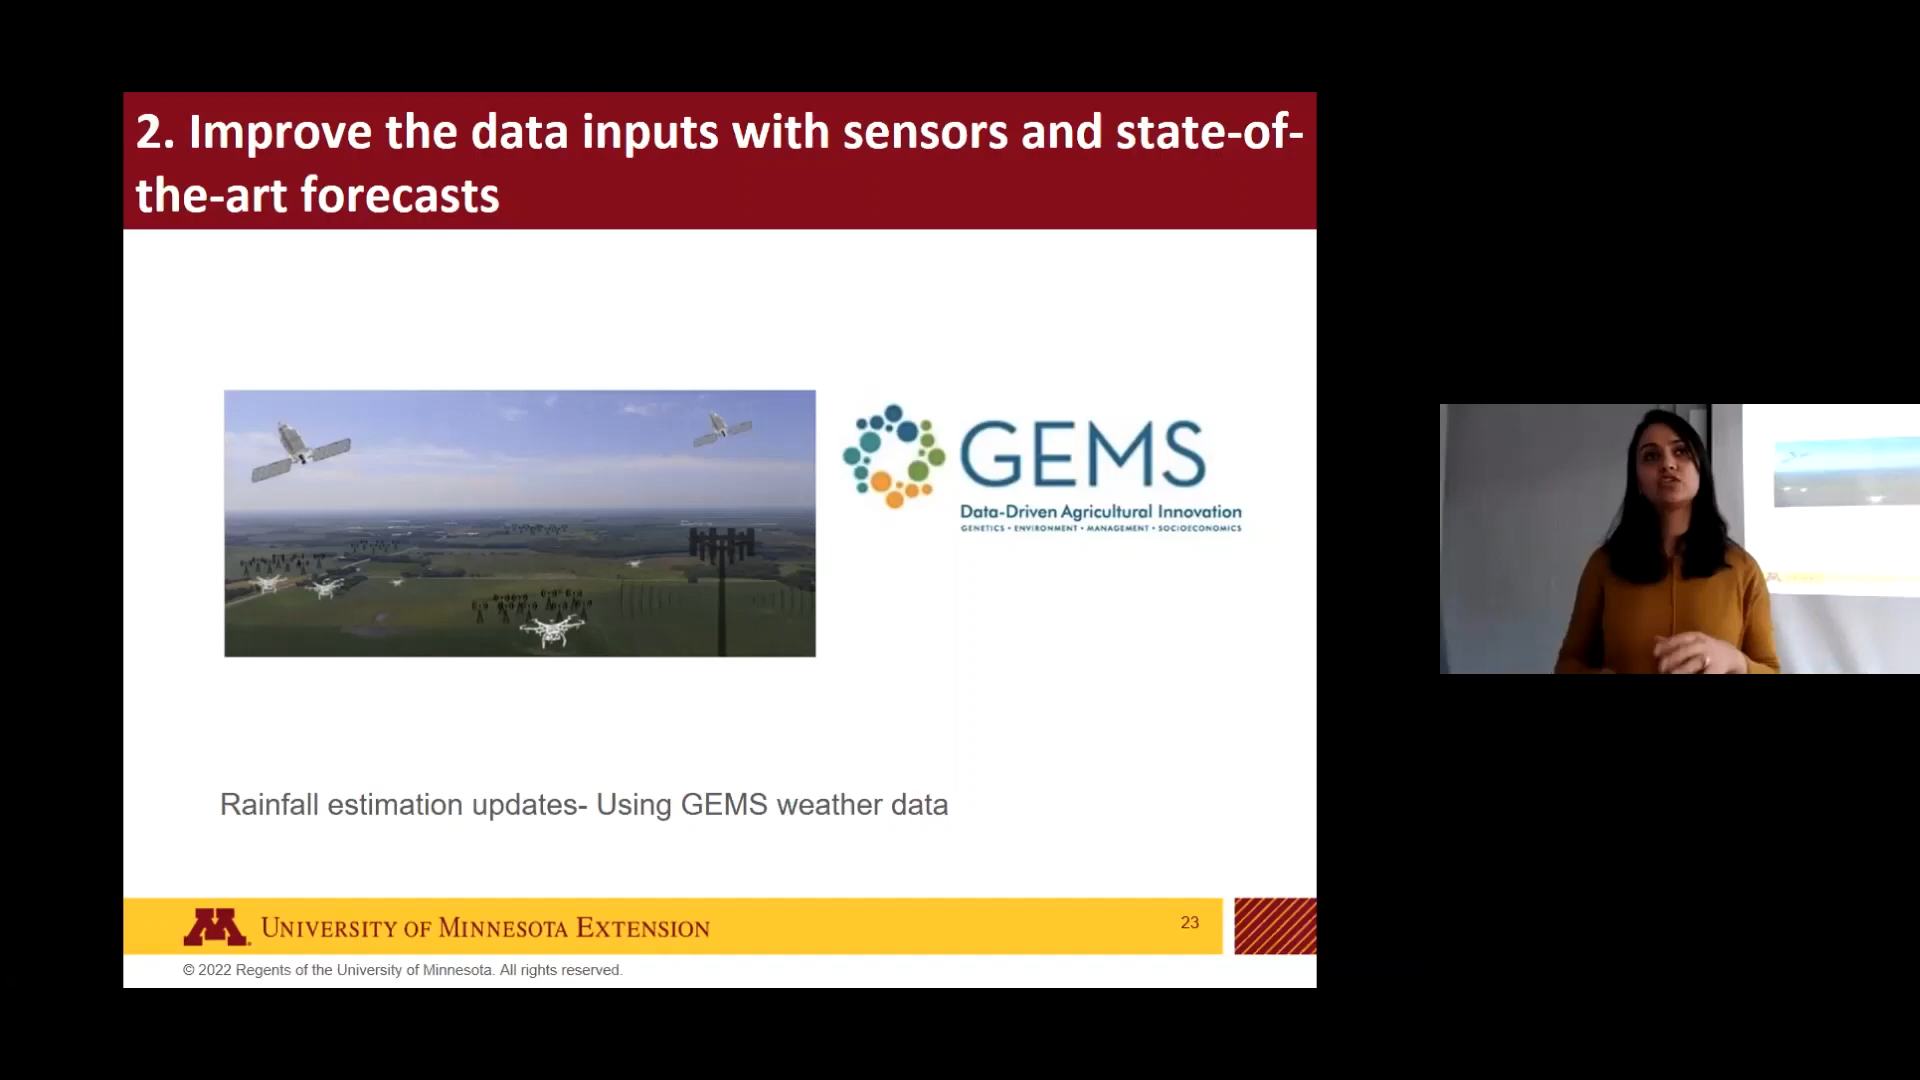 2. Improve the data inputs with sensors and state-of-
the-art forecasts
GEMS
Data-Driven Agricultural Innovation
GENETICS • ENVIRONMENT • MANAGEMENT • SOCIOECONOMICS
Rainfall estimation updates- Using GEMS weather data
UNIVERSITY OF MINNESOTA EXTENSION
23
© 2022 Regents of the University of Minnesota. All rights reserved.